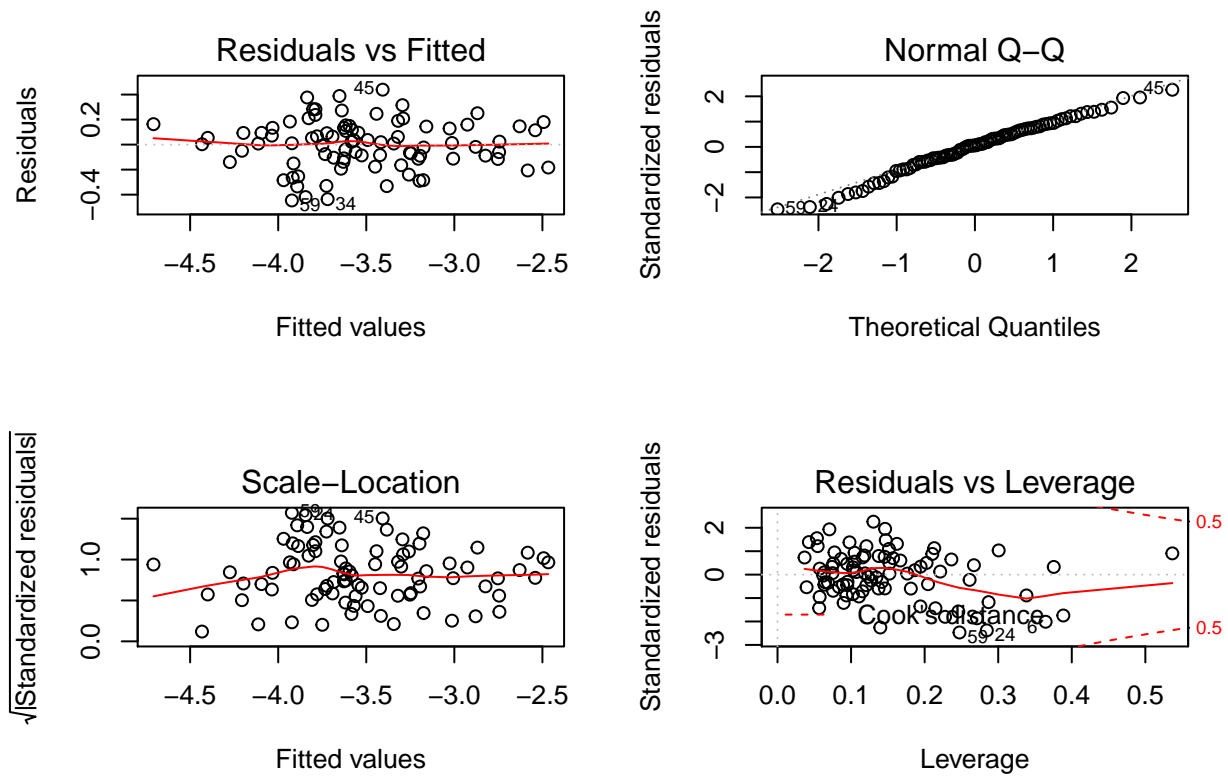 Residuals vs Fitted
Residuals
0.2
−0.4
45
59
34
−4.5 −4.0 −3.5 −3.0 −2.5
Fitted values
Normal Q−Q
Standardized residuals
2
0
−2
45
59
24
−2 −1 0 1 2
Theoretical Quantiles
Scale−Location
√|Standardized residuals|
1.0
0.0
59
24
45
−4.5 −4.0 −3.5 −3.0 −2.5
Fitted values
Residuals vs Leverage
Standardized residuals
2
0
−3
0.5
0.5
Cook's distance
59
24
6
0.0 0.1 0.2 0.3 0.4 0.5
Leverage